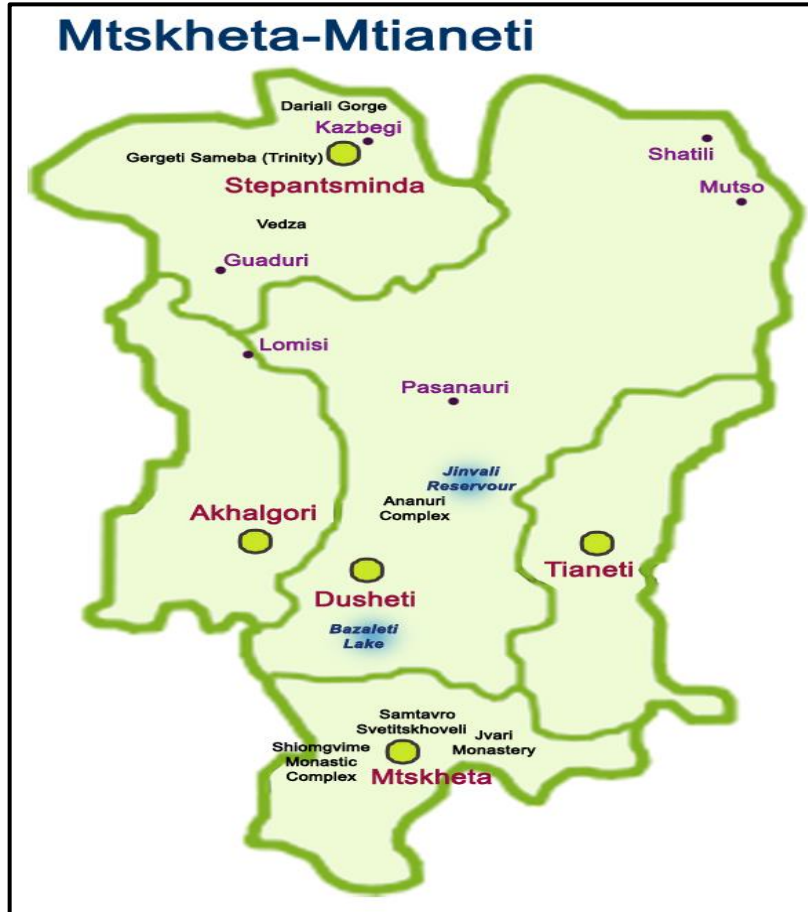 Mtskheta-Mtianeti
Dariali Gorge
Kazbegi
Gergeti Sameba (Trinity)
Stepantsminda
Shatili
Mutso
Vedza
Guaduri
Lomisi
Pasanauri
Jinvali
Reservour
Ananuri
Complex
Akhalgori
Tianeti
Dusheti
Bazaleti
Lake
Samtavro
Svetitskhoveli
Jvari
Monastery
Shiomgvime
Monastic
Complex
Mtskheta